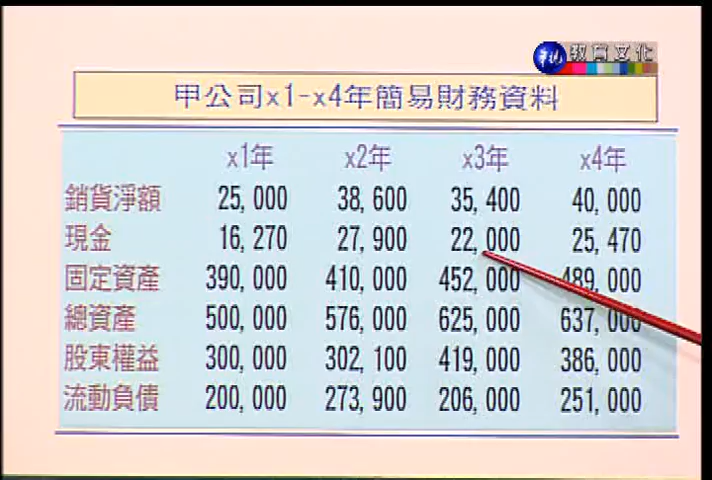 華視 教育文化
甲公司x1-x4年簡易財務資料
x1年 x2年 x3年 x4年
銷貨淨額 25,000 38,600 35,400 40,000
現金 16,270 27,900 22,000 25,470
固定資產 390,000 410,000 452,000 489,000
總資產 500,000 576,000 625,000 637,000
股東權益 300,000 302,100 419,000 386,000
流動負債 200,000 273,900 206,000 251,000